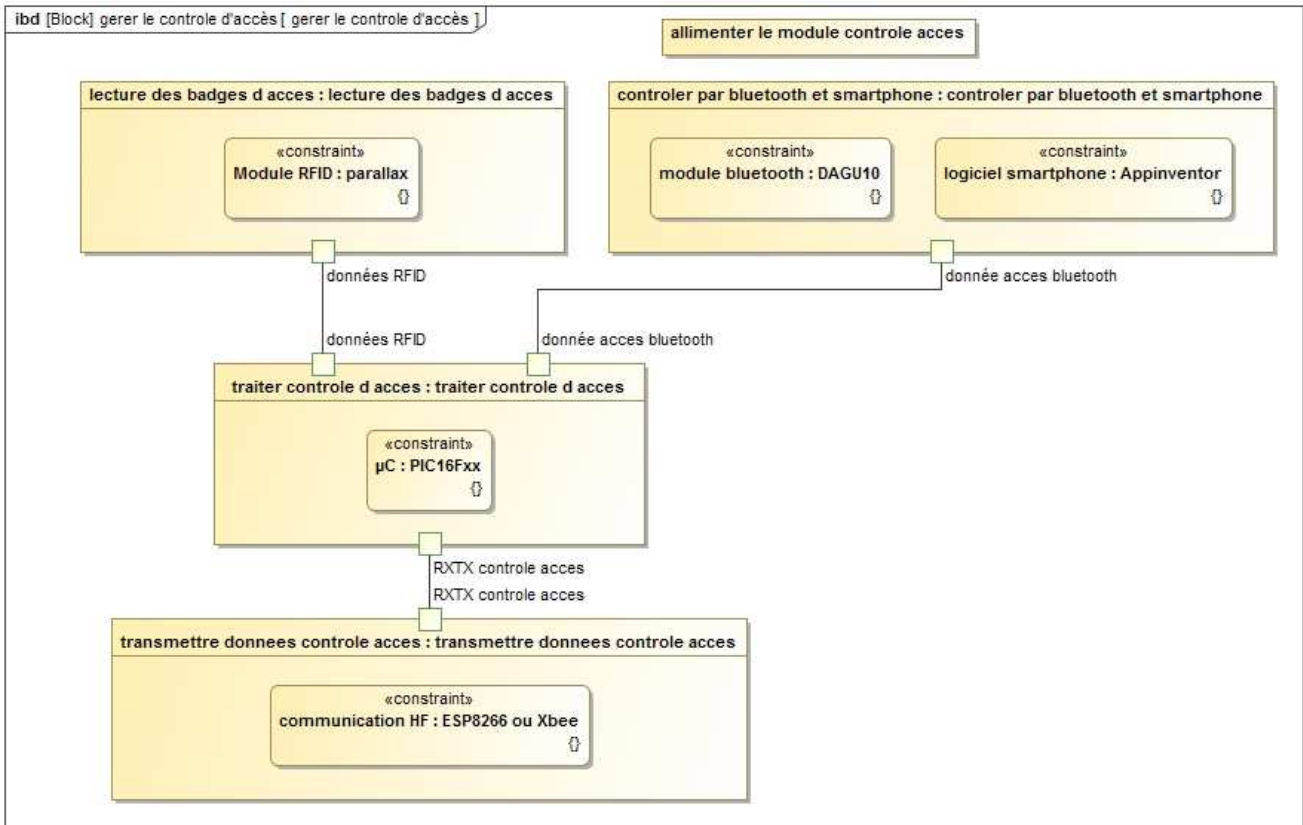 ibd [Block] gerer le controle d'accès [ gerer le controle d'accès ]
allimenter le module controle acces
lecture des badges d acces : lecture des badges d acces
«constraint»
Module RFID : parallax
{}
controler par bluetooth et smartphone : controler par bluetooth et smartphone
«constraint»
module bluetooth : DAGU10
{}
«constraint»
logiciel smartphone : Appinventor
{}
données RFID
donnée acces bluetooth
données RFID
donnée acces bluetooth
traiter controle d acces : traiter controle d acces
«constraint»
µC : PIC16Fxx
{}
RXTX controle acces
RXTX controle acces
transmettre donnees controle acces : transmettre donnees controle acces
«constraint»
communication HF : ESP8266 ou Xbee
{}